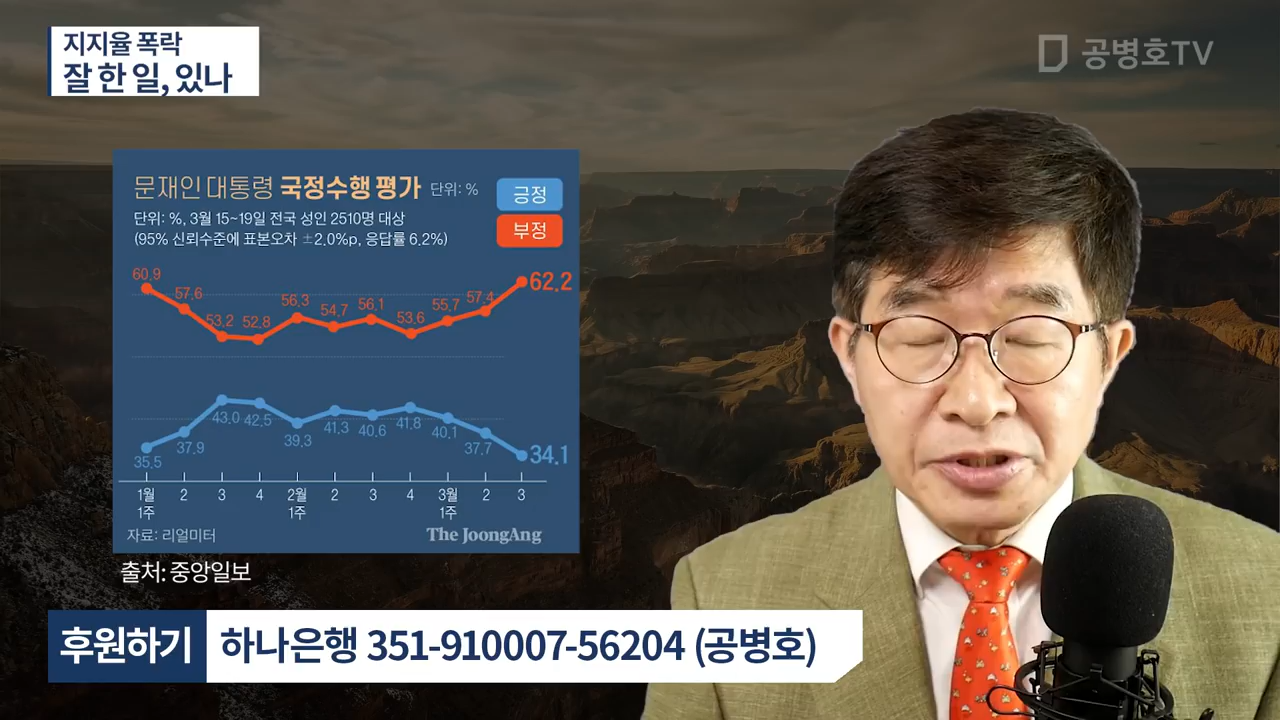 지지율 폭락
잘 한 일, 있나
공병호TV
문재인 대통령 국정수행 평가 단위: %
긍정
단위: %, 3월 15~19일 전국 성인 2510명 대상
부정
(95% 신뢰수준에 표본오차 ±2.0%p, 응답률 6.2%)
60.9 57.6 53.2 52.8 56.3 54.7 56.1 53.6 55.7 57.4 62.2
35.5 37.9 43.0 42.5 39.3 41.3 40.6 41.8 40.1 37.7 34.1
1월 2 3 4 2월 2 3 4 3월 2 3
1주 1주 1주
자료: 리얼미터 The JoongAng
출처: 중앙일보
후원하기 하나은행 351-910007-56204 (공병호)